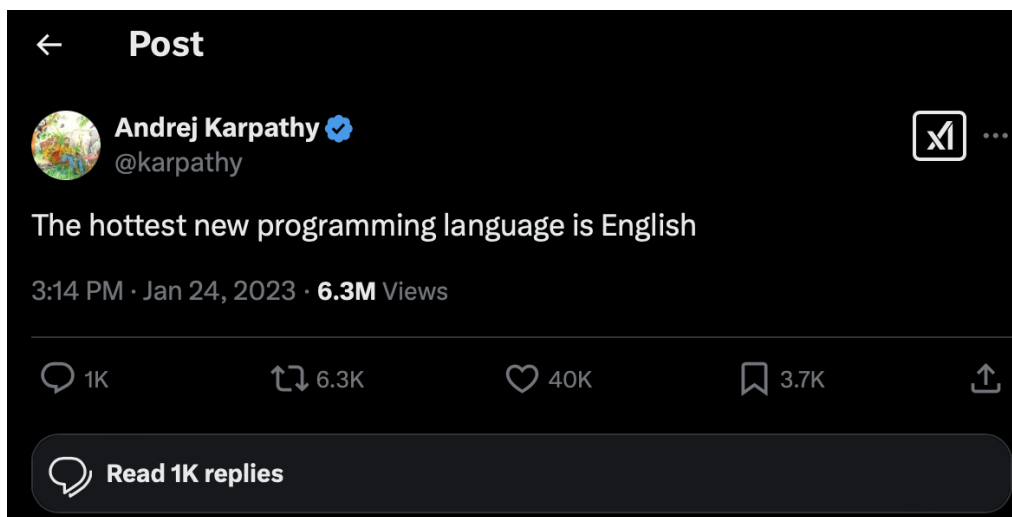 Post
Andrej Karpathy
@karpathy
The hottest new programming language is English
3:14 PM · Jan 24, 2023 · 6.3M Views
1K 6.3K 40K 3.7K
Read 1K replies